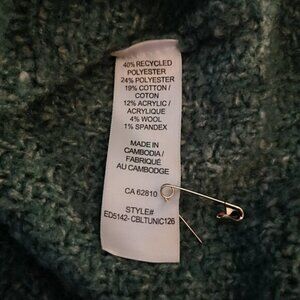 40% RECYCLED
POLYESTER
24% POLYESTER
19% COTTON /
COTON
12% ACRYLIC /
ACRYLIQUE
4% WOOL
1% SPANDEX
MADE IN
CAMBODIA /
FABRIQUÉ
AU CAMBODGE
CA 62810
STYLE#
ED5142- CBLTUNIC126